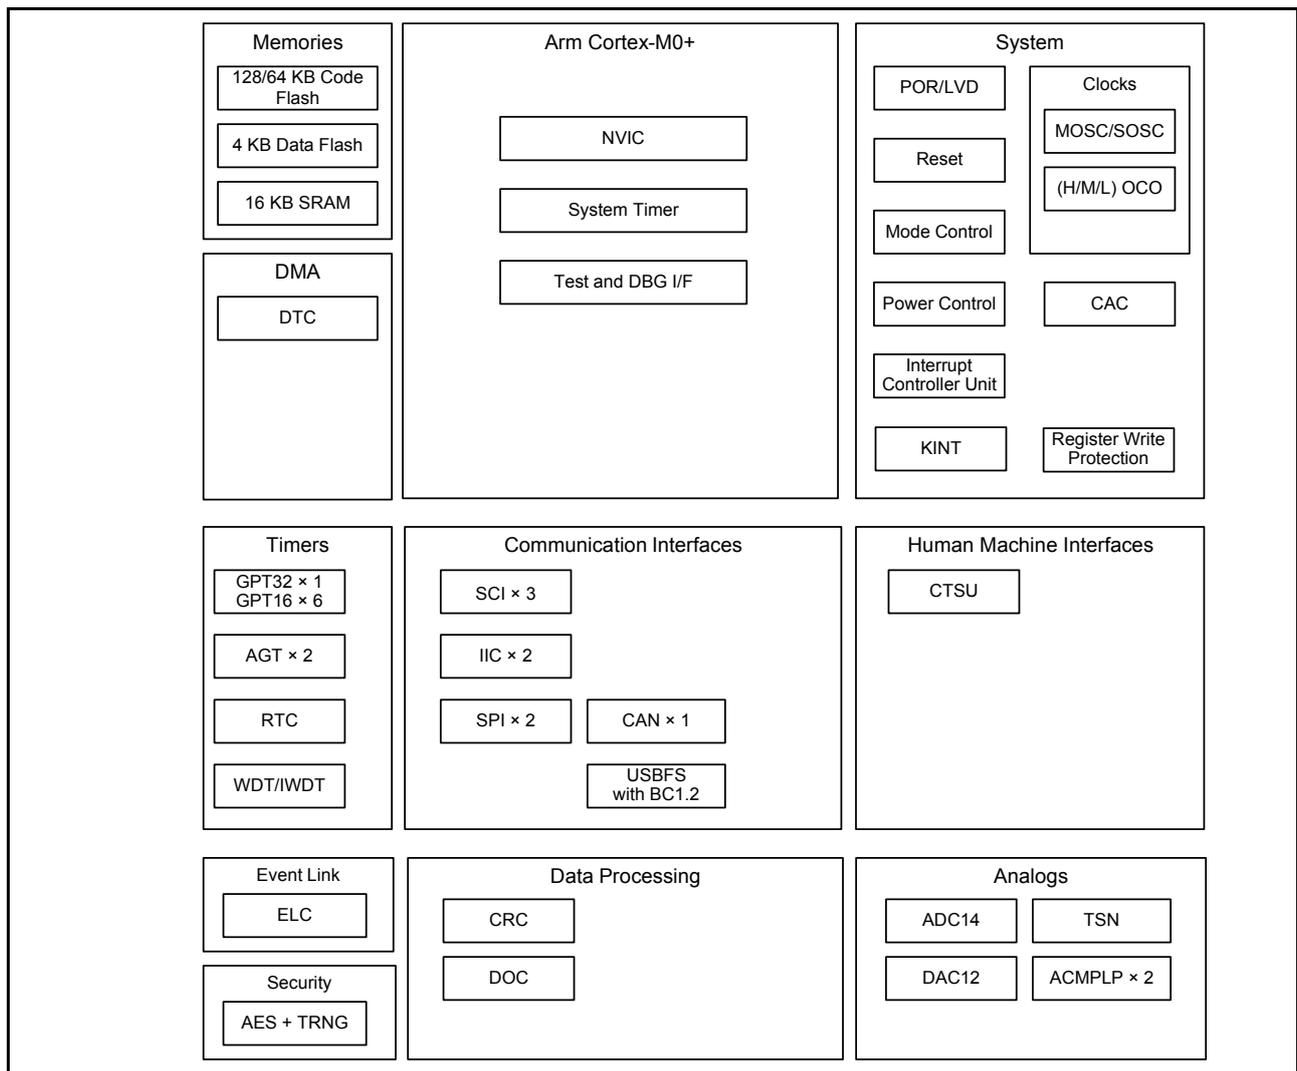 Memories
128/64 KB Code
Flash
4 KB Data Flash
16 KB SRAM
DMA
DTC
Arm Cortex-M0+
NVIC
System Timer
Test and DBG I/F
System
POR/LVD
Reset
Mode Control
Power Control
Interrupt
Controller Unit
KINT
Clocks
MOSC/SOSC
(H/M/L) OCO
CAC
Register Write
Protection
Timers
GPT32 × 1
GPT16 × 6
AGT × 2
RTC
WDT/IWDT
Communication Interfaces
SCI × 3
IIC × 2
SPI × 2
CAN × 1
USBFS
with BC1.2
Human Machine Interfaces
CTSU
Event Link
ELC
Security
AES + TRNG
Data Processing
CRC
DOC
Analogs
ADC14
TSN
DAC12
ACMPLP × 2